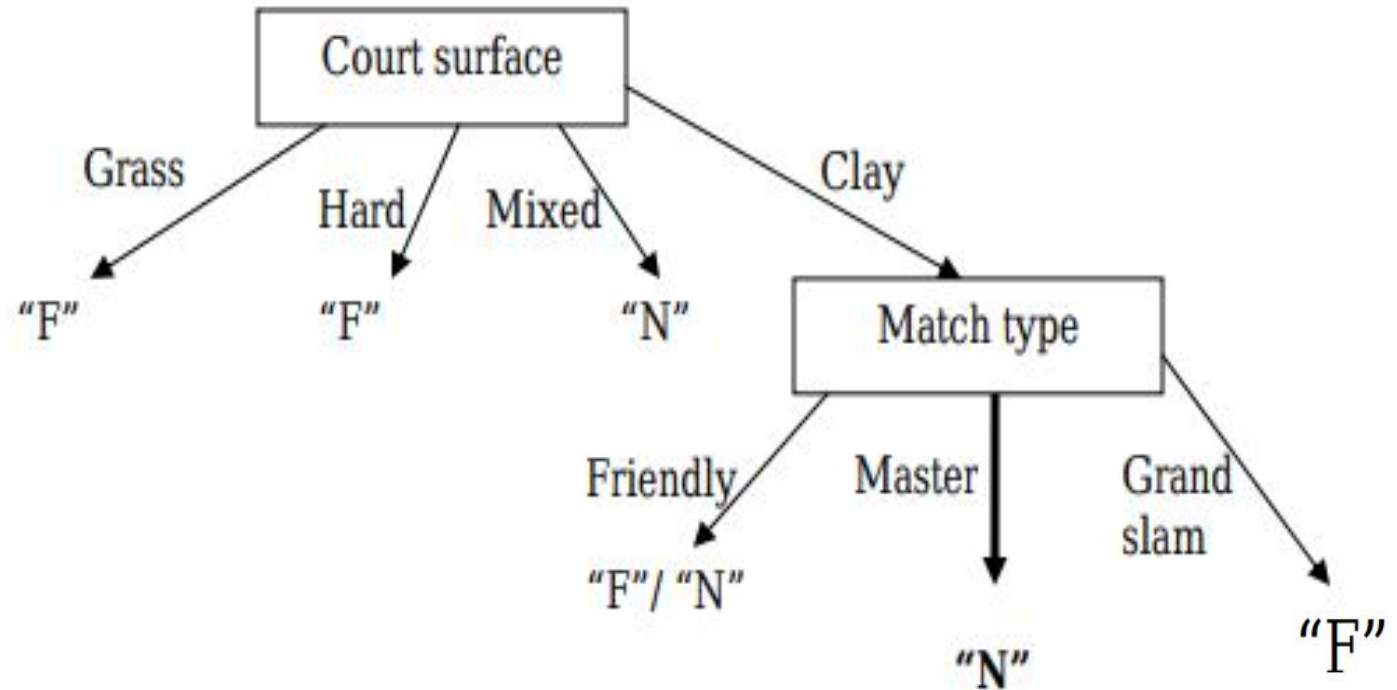 Court surface
Grass
Hard
Mixed
Clay
“F”
“F”
“N”
Match type
Friendly
Master
Grand
slam
“F”/ “N”
“N”
“F”